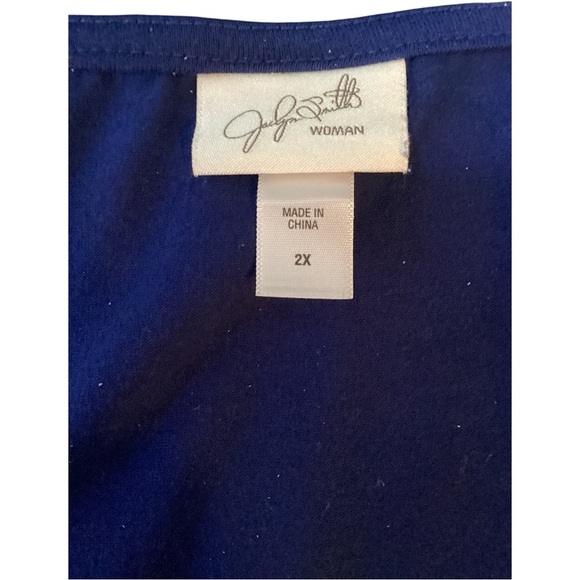 Jaclyn Smith
WOMAN
MADE IN
CHINA
2X